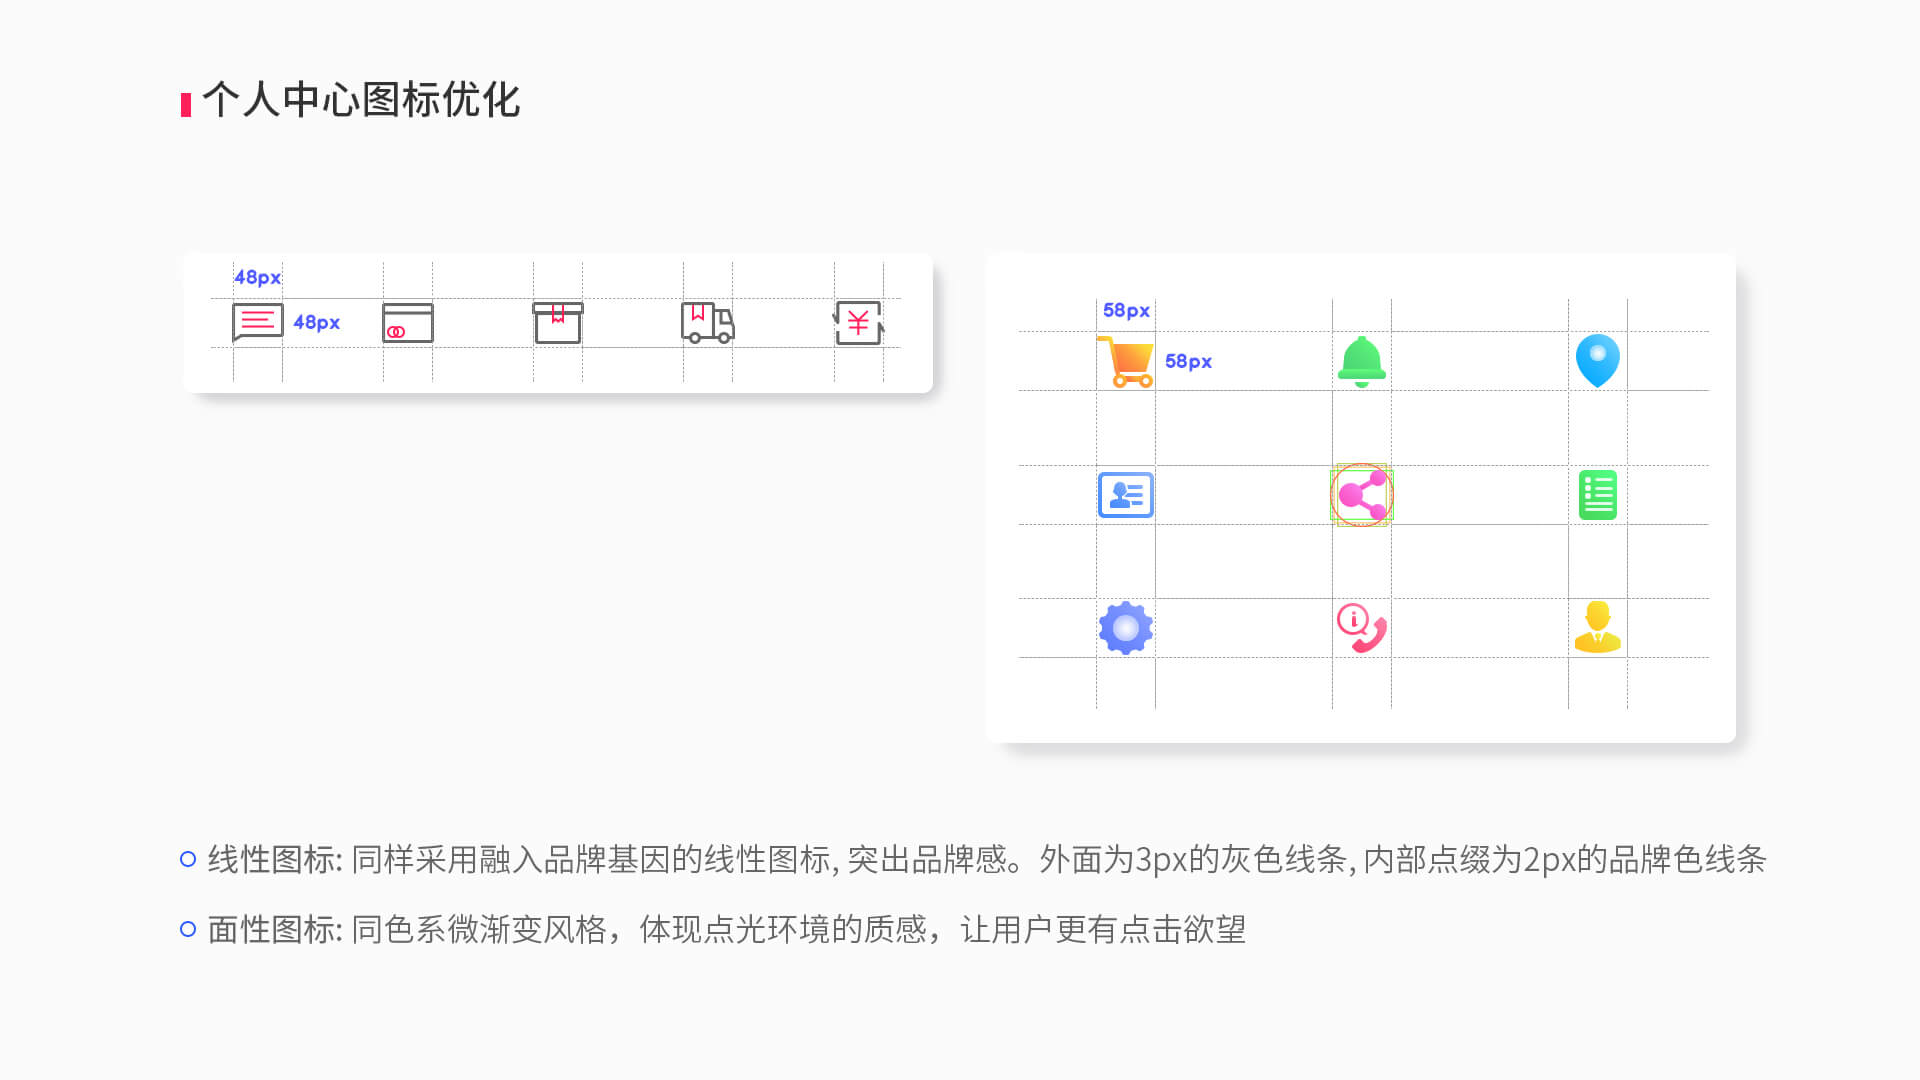 个人中心图标优化
48px
48px
58px
58px
线性图标: 同样采用融入品牌基因的线性图标, 突出品牌感。外面为3px的灰色线条, 内部点缀为2px的品牌色线条
面性图标: 同色系微渐变风格，体现点光环境的质感，让用户更有点击欲望